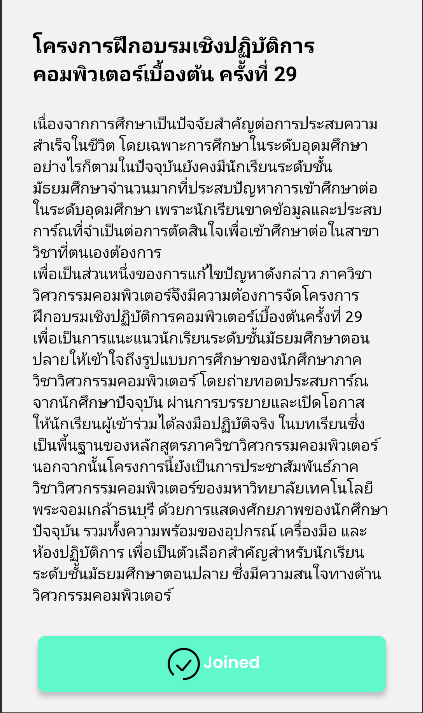 โครงการฝึกอบรมเชิงปฏิบัติการ
คอมพิวเตอร์เบื้องต้น ครั้งที่ 29
เนื่องจากการศึกษาเป็นปัจจัยสำคัญต่อการประสบความ
สำเร็จในชีวิต โดยเฉพาะการศึกษาในระดับอุดมศึกษา
อย่างไรก็ตามในปัจจุบันยังคงมีนักเรียนระดับชั้น
มัธยมศึกษาจำนวนมากที่ประสบปัญหาการเข้าศึกษาต่อ
ในระดับอุดมศึกษา เพราะนักเรียนขาดข้อมูลและประสบ
การ์ณที่จำเป็นต่อการตัดสินใจเพื่อเข้าศึกษาต่อในสาขา
วิชาที่ตนเองต้องการ
เพื่อเป็นส่วนหนึ่งของการแก้ไขปัญหาดังกล่าว ภาควิชา
วิศวกรรมคอมพิวเตอร์จึงมีความต้องการจัดโครงการ
ฝึกอบรมเชิงปฏิบัติการคอมพิวเตอร์เบื้องต้นครั้งที่ 29
เพื่อเป็นการแนะแนวนักเรียนระดับชั้นมัธยมศึกษาตอน
ปลายให้เข้าใจถึงรูปแบบการศึกษาของนักศึกษาภาค
วิชาวิศวกรรมคอมพิวเตอร์ โดยถ่ายทอดประสบการ์ณ
จากนักศึกษาปัจจุบัน ผ่านการบรรยายและเปิดโอกาส
ให้นักเรียนผู้เข้าร่วมได้ลงมือปฏิบัติจริง ในบทเรียนซึ่ง
เป็นพื้นฐานของหลักสูตรภาควิชาวิศวกรรมคอมพิวเตอร์
นอกจากนั้นโครงการนี้ยังเป็นการประชาสัมพันธ์ภาค
วิชาวิศวกรรมคอมพิวเตอร์ของมหาวิทยาลัยเทคโนโลยี
พระจอมเกล้าธนบุรี ด้วยการแสดงศักยภาพของนักศึกษา
ปัจจุบัน รวมทั้งความพร้อมของอุปกรณ์ เครื่องมือ และ
ห้องปฏิบัติการ เพื่อเป็นตัวเลือกสำคัญสำหรับนักเรียน
ระดับชั้นมัธยมศึกษาตอนปลาย ซึ่งมีความสนใจทางด้าน
วิศวกรรมคอมพิวเตอร์
Joined